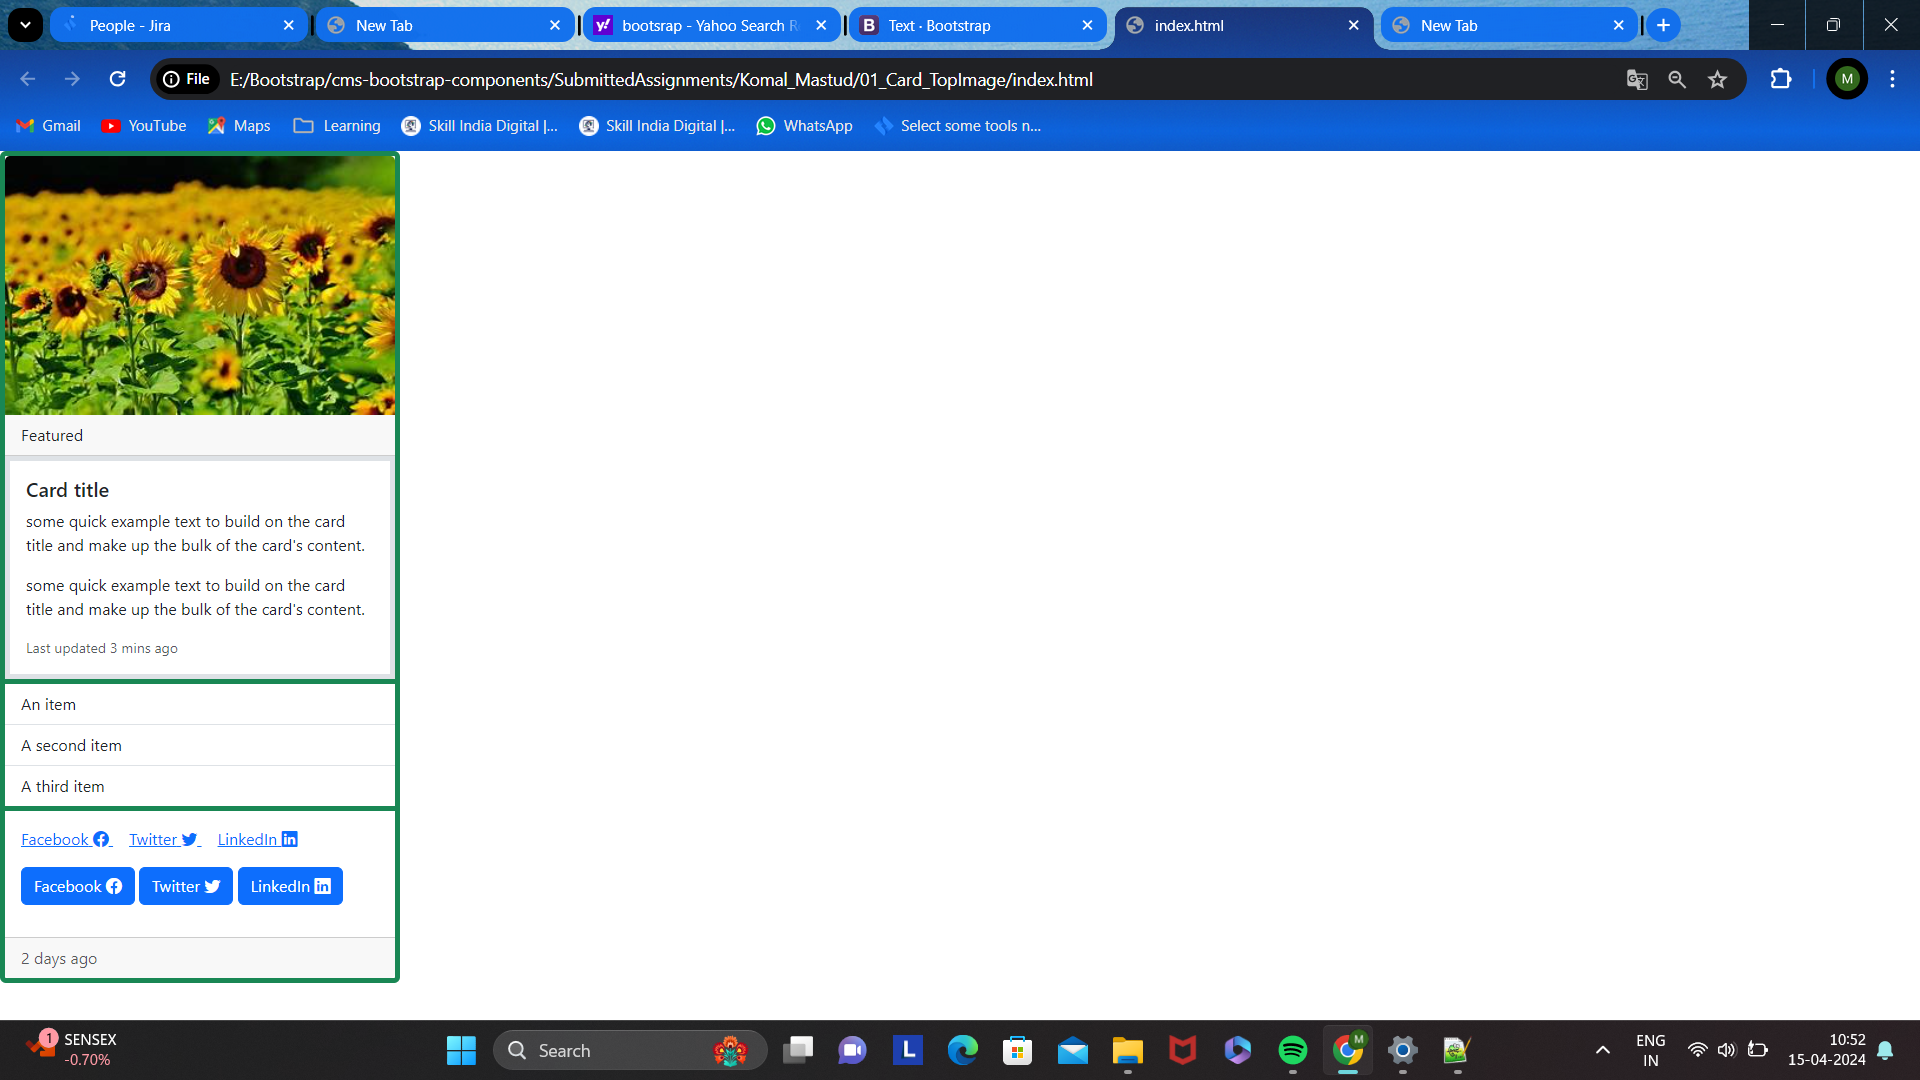 People - Jira
New Tab
bootsrap - Yahoo Search R
Text · Bootstrap
index.html
New Tab
File
E:/Bootstrap/cms-bootstrap-components/SubmittedAssignments/Komal_Mastud/01_Card_TopImage/index.html
M
Gmail
YouTube
Maps
Learning
Skill India Digital |...
Skill India Digital |...
WhatsApp
Select some tools n...
Featured
Card title
some quick example text to build on the card
title and make up the bulk of the card's content.
some quick example text to build on the card
title and make up the bulk of the card's content.
Last updated 3 mins ago
An item
A second item
A third item
Facebook Twitter LinkedIn
Facebook Twitter LinkedIn
2 days ago
1
SENSEX
-0.70%
Search
L
M
ENG
IN
10:52
15-04-2024